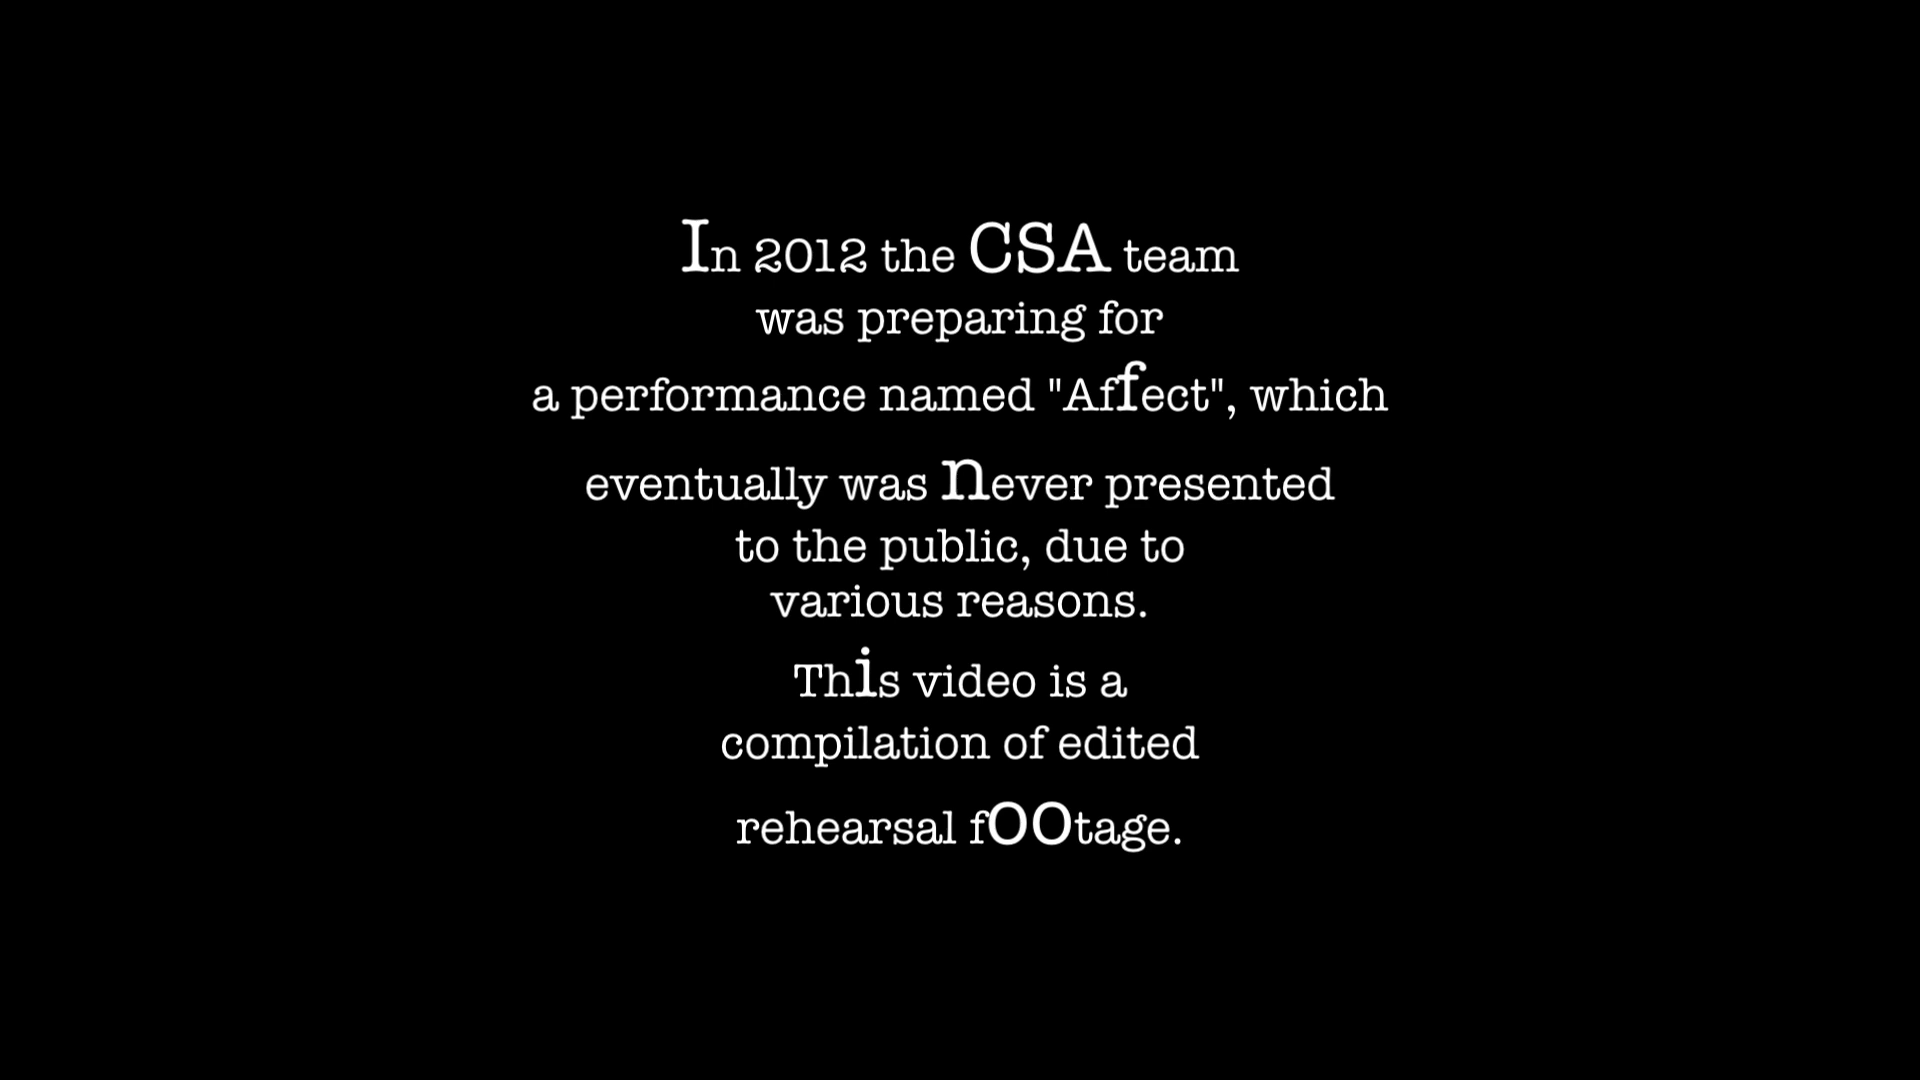 In 2012 the CSA team
was preparing for
a performance named "Affect", which
eventually was never presented
to the public, due to
various reasons.
This video is a
compilation of edited
rehearsal fOOtage.